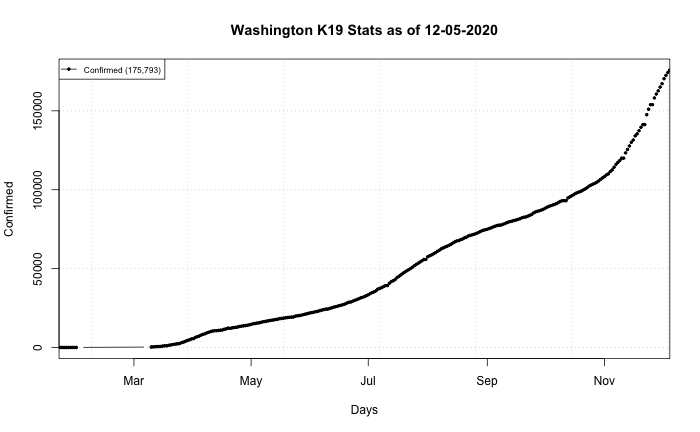 Washington K19 Stats as of 12-05-2020
Confirmed (175,793)
Confirmed
150000
100000
50000
0
Mar May Jul Sep Nov
Days